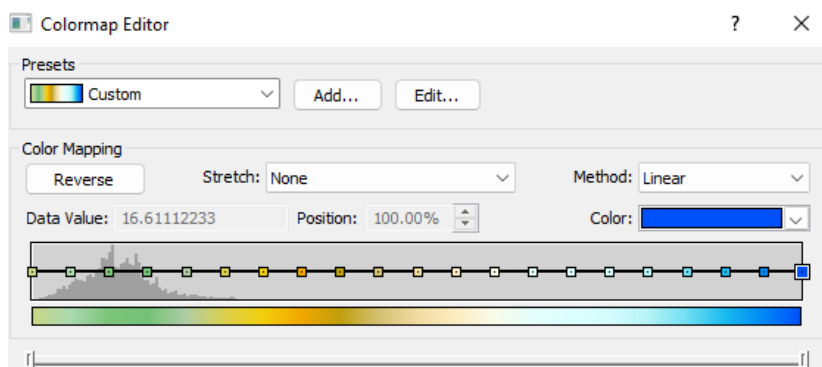 Colormap Editor ? ×
Presets
Custom Add... Edit...
Color Mapping
Reverse Stretch: None Method: Linear
Data Value: 16.61112233 Position: 100.00% Color: